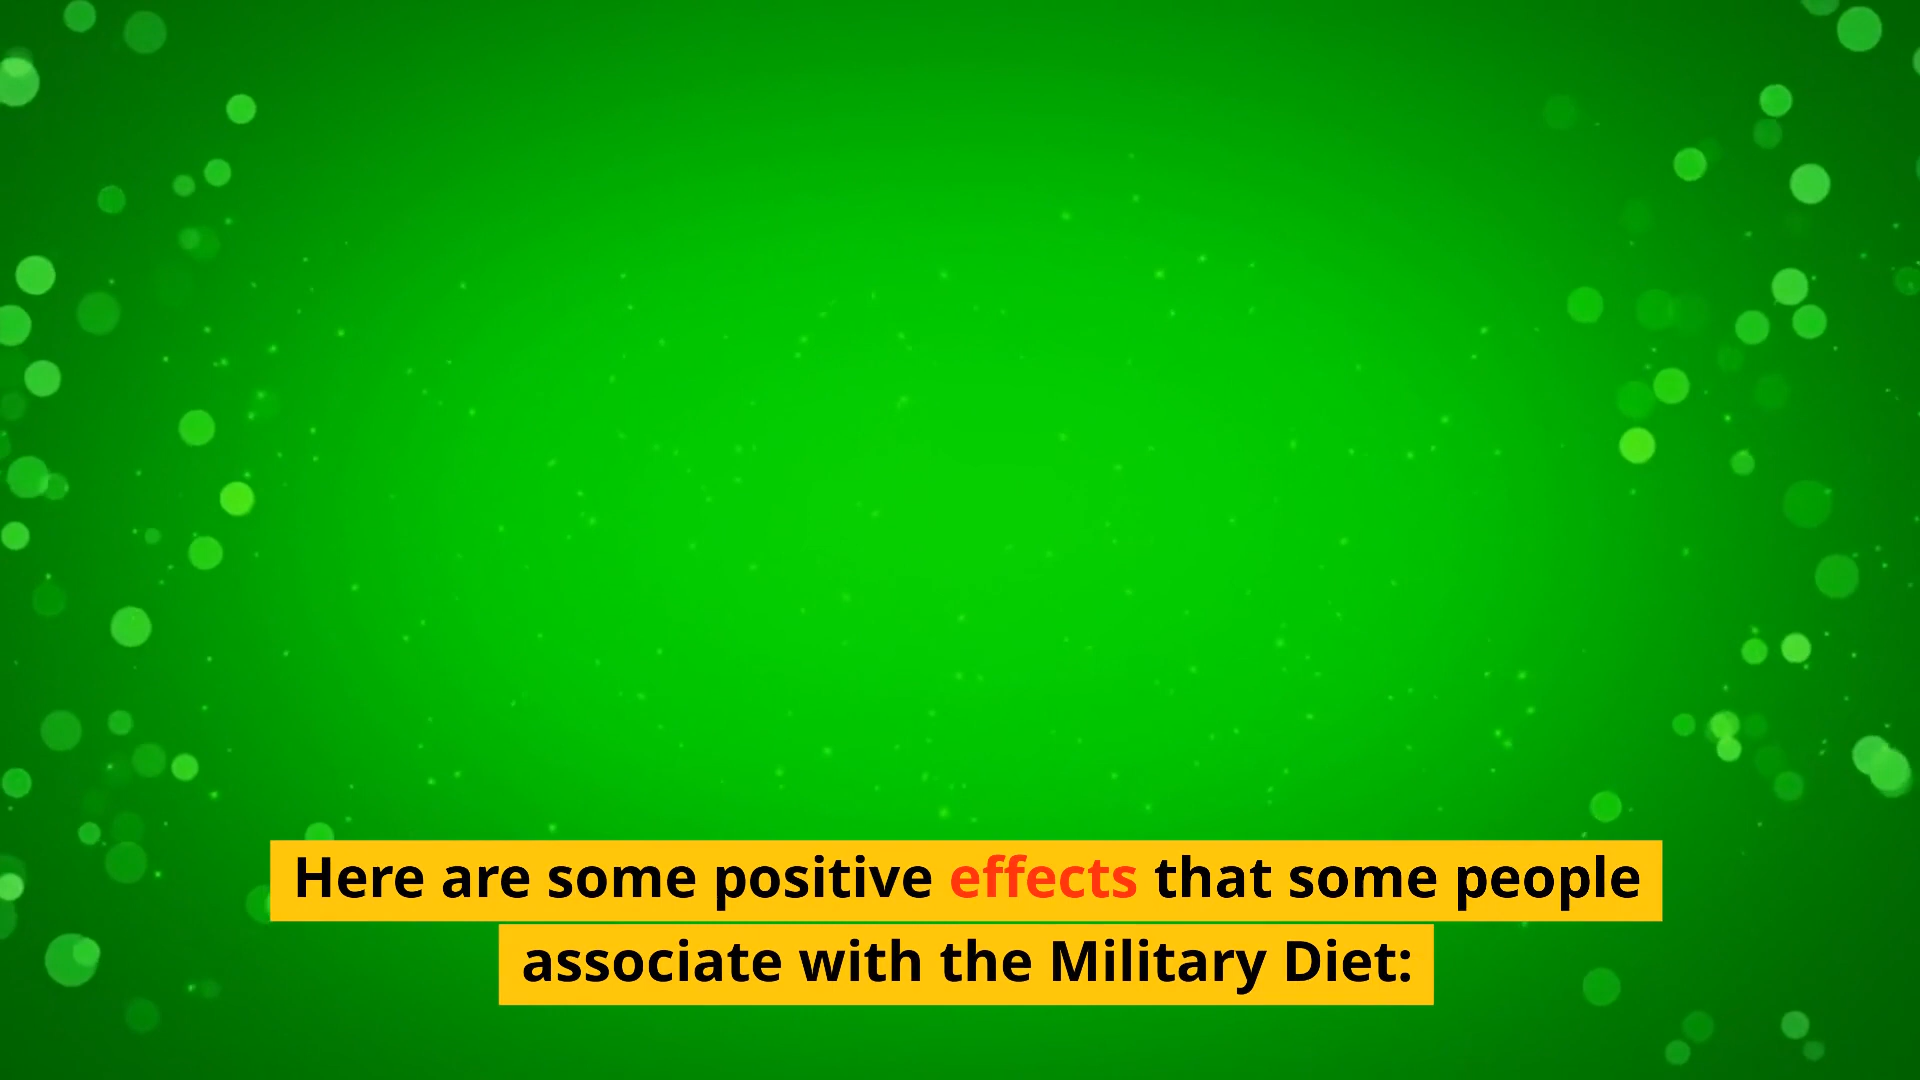 Here are some positive effects that some people
associate with the Military Diet: